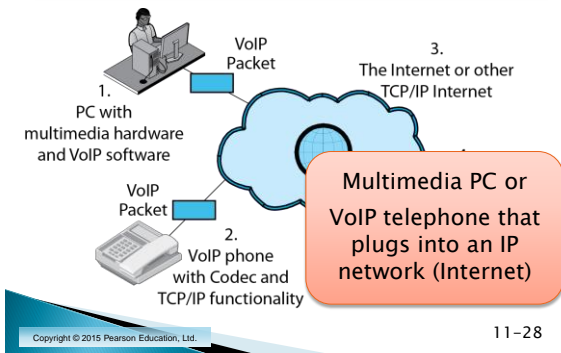 VoIP
Packet
3.
The Internet or other
TCP/IP Internet
1.
PC with
multimedia hardware
and VoIP software
Multimedia PC or
VoIP telephone that
plugs into an IP
network (Internet)
VoIP
Packet
2.
VoIP phone
with Codec and
TCP/IP functionality
Copyright © 2015 Pearson Education, Ltd.
11-28